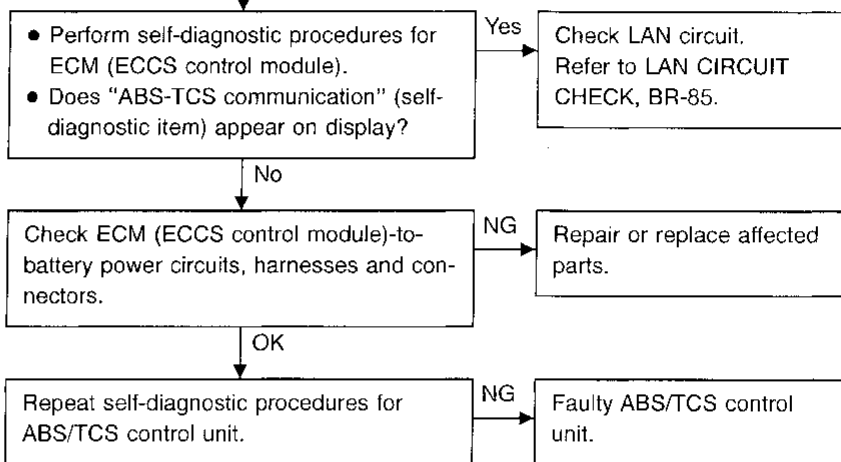 ● Perform self-diagnostic procedures for
ECM (ECCS control module).
● Does "ABS-TCS communication" (self-
diagnostic item) appear on display?
Yes
Check LAN circuit.
Refer to LAN CIRCUIT
CHECK, BR-85.
No
Check ECM (ECCS control module)-to-
battery power circuits, harnesses and con-
nectors.
NG
Repair or replace affected
parts.
OK
Repeat self-diagnostic procedures for
ABS/TCS control unit.
NG
Faulty ABS/TCS control
unit.